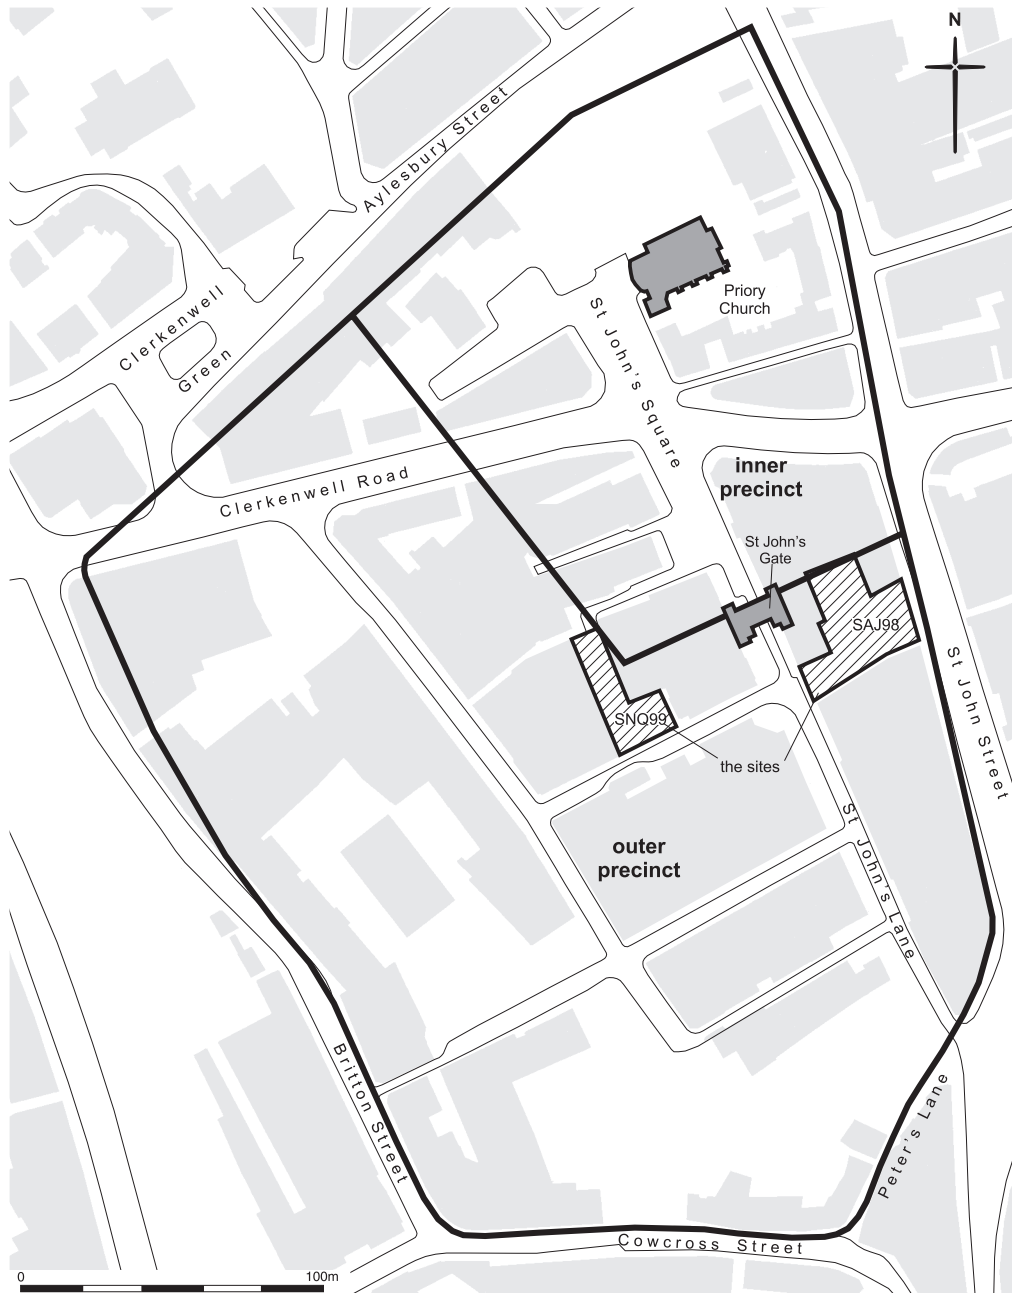 N
Aylesbury Street
Clerkenwell
Green
Priory
Church
St John's Square
Clerkenwell Road
inner
precinct
St John's
Gate
SAJ98
SNQ99
the sites
St John Street
outer
precinct
St John's Lane
Britton Street
Peter's Lane
Cowcross Street
0
100m